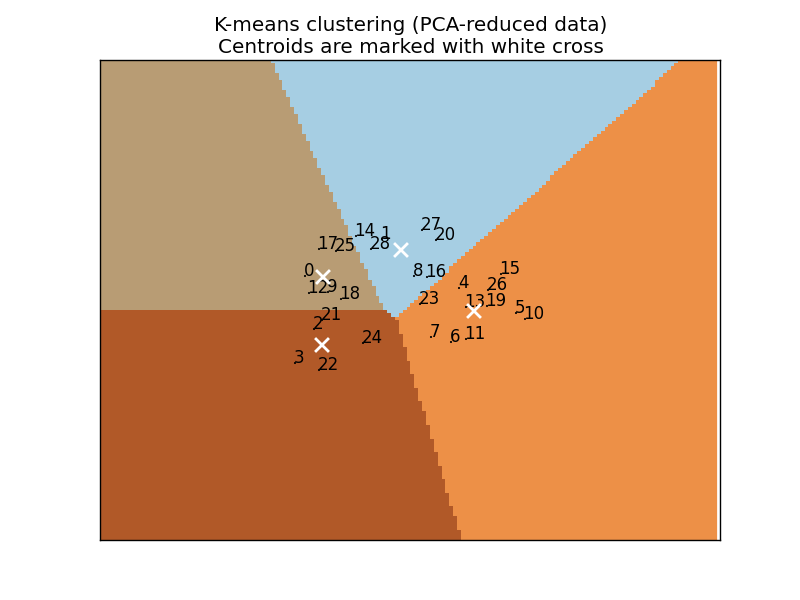 K-means clustering (PCA-reduced data)
Centroids are marked with white cross
27
14 1 20
17 25 28
0 8 16 15
12 9 18 4 26
23 13 19 5 10
21
2 7 6 11
24
3 22